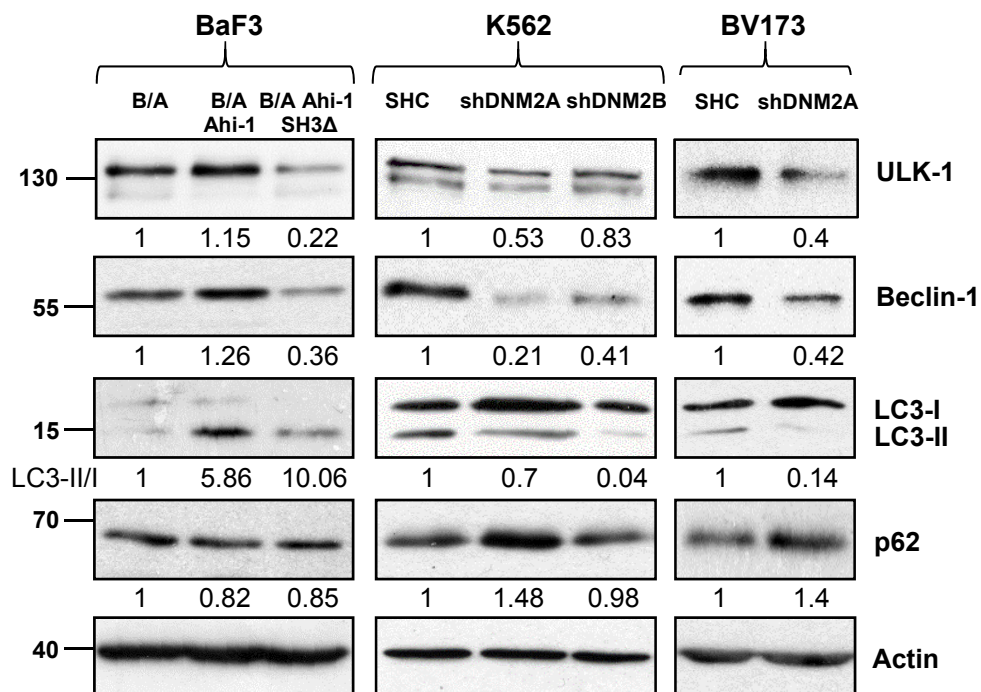 BaF3 K562 BV173
B/A B/A B/A Ahi-1 SHC shDNM2A shDNM2B SHC shDNM2A
Ahi-1 SH3Δ
130 ULK-1
1 1.15 0.22 1 0.53 0.83 1 0.4
55 Beclin-1
1 1.26 0.36 1 0.21 0.41 1 0.42
LC3-I
15 LC3-II
LC3-II/I 1 5.86 10.06 1 0.7 0.04 1 0.14
70
p62
1 0.82 0.85 1 1.48 0.98 1 1.4
40 Actin